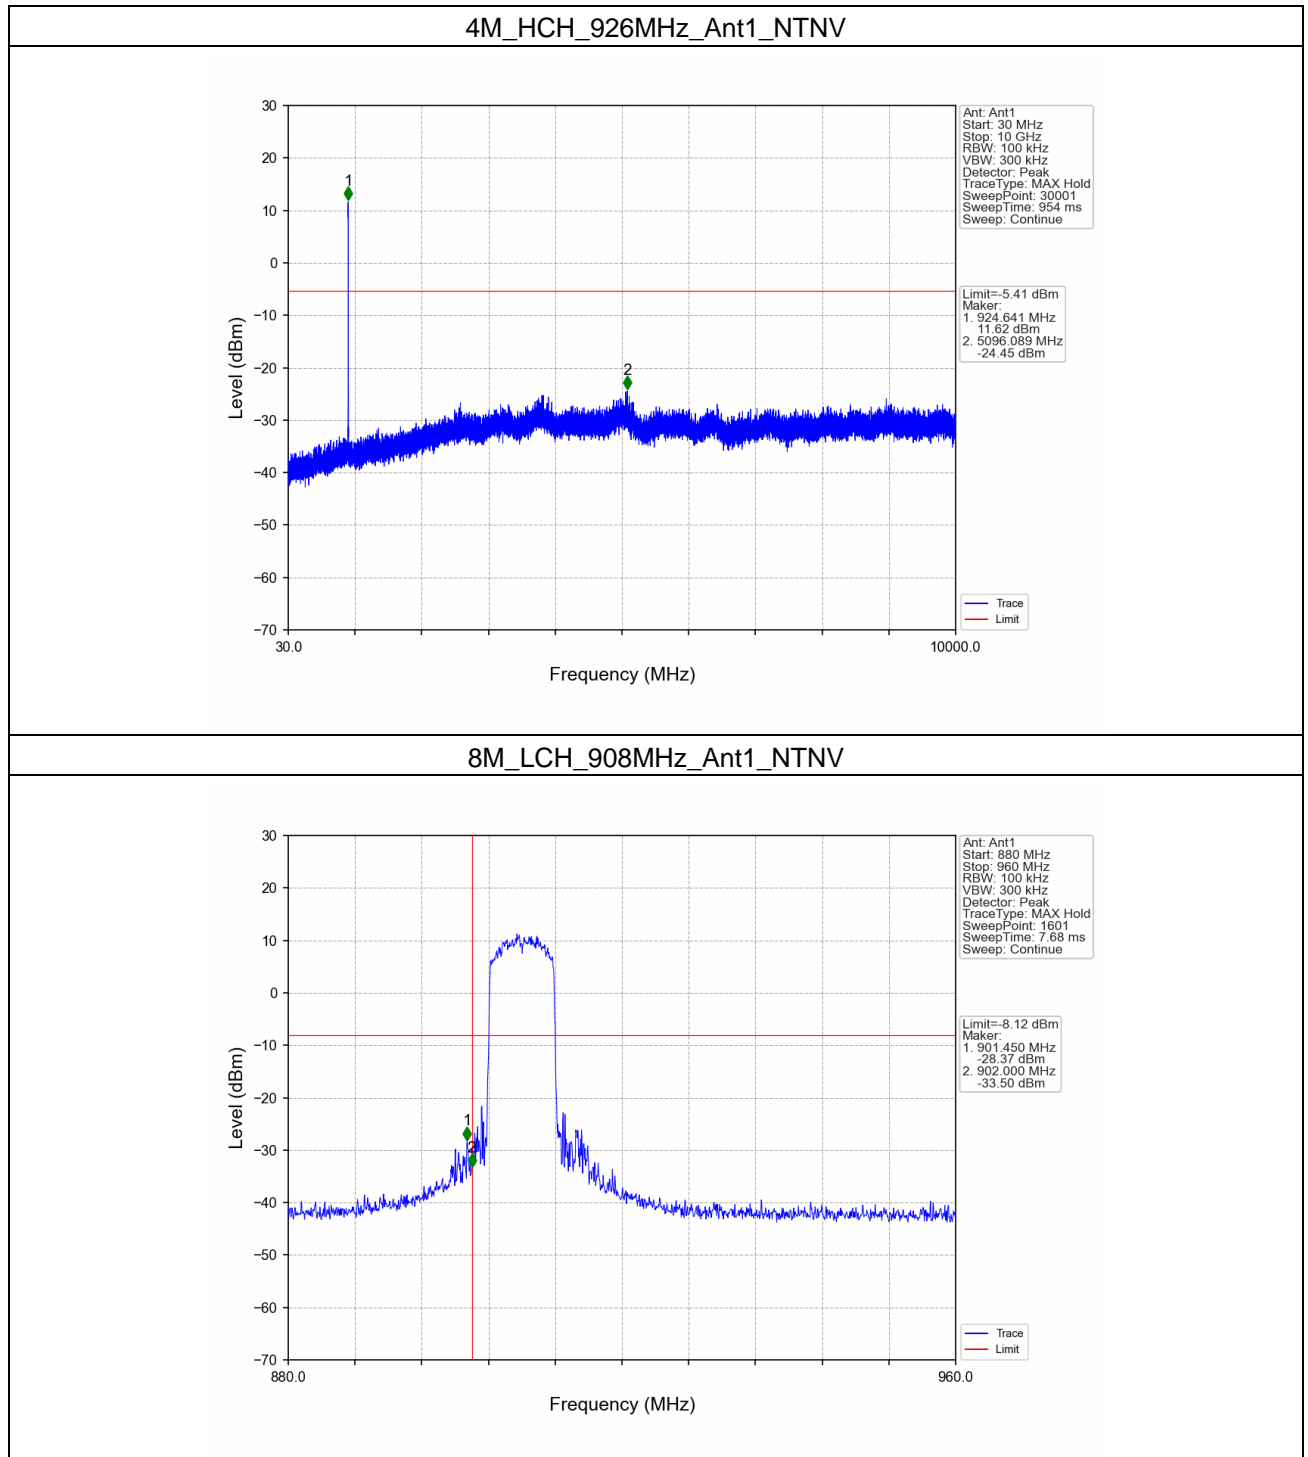 4M_HCH_926MHz_Ant1_NTNV
30
20
10
0
−10
−20
−30
−40
−50
−60
−70
Level (dBm)
1
2
30.0
10000.0
Frequency (MHz)
Ant: Ant1
Start: 30 MHz
Stop: 10 GHz
RBW: 100 kHz
VBW: 300 kHz
Detector: Peak
TraceType: MAX Hold
SweepPoint: 30001
SweepTime: 954 ms
Sweep: Continue
Limit=-5.41 dBm
Maker:
1. 924.641 MHz
11.62 dBm
2. 5096.089 MHz
-24.45 dBm
Trace
Limit
8M_LCH_908MHz_Ant1_NTNV
30
20
10
0
−10
−20
−30
−40
−50
−60
−70
Level (dBm)
1
2
880.0
960.0
Frequency (MHz)
Ant: Ant1
Start: 880 MHz
Stop: 960 MHz
RBW: 100 kHz
VBW: 300 kHz
Detector: Peak
TraceType: MAX Hold
SweepPoint: 1601
SweepTime: 7.68 ms
Sweep: Continue
Limit=-8.12 dBm
Maker:
1. 901.450 MHz
-28.37 dBm
2. 902.000 MHz
-33.50 dBm
Trace
Limit